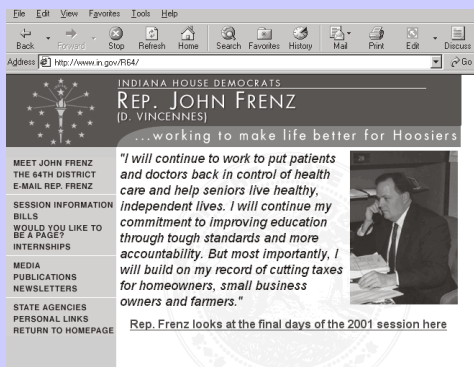 File Edit View Favorites Tools Help
Back Forward Stop Refresh Home Search Favorites History Mail Print Edit Discuss
Address http://www.in.gov/R64/ Go
INDIANA HOUSE DEMOCRATS
REP. JOHN FRENZ
(D. VINCENNES)
...working to make life better for Hoosiers
MEET JOHN FRENZ
THE 64TH DISTRICT
E-MAIL REP. FRENZ
SESSION INFORMATION
BILLS
WOULD YOU LIKE TO
BE A PAGE?
INTERNSHIPS
MEDIA
PUBLICATIONS
NEWSLETTERS
STATE AGENCIES
PERSONAL LINKS
RETURN TO HOMEPAGE
"I will continue to work to put patients
and doctors back in control of health
care and help seniors live healthy,
independent lives. I will continue my
commitment to improving education
through tough standards and more
accountability. But most importantly, I
will build on my record of cutting taxes
for homeowners, small business
owners and farmers."
Rep. Frenz looks at the final days of the 2001 session here